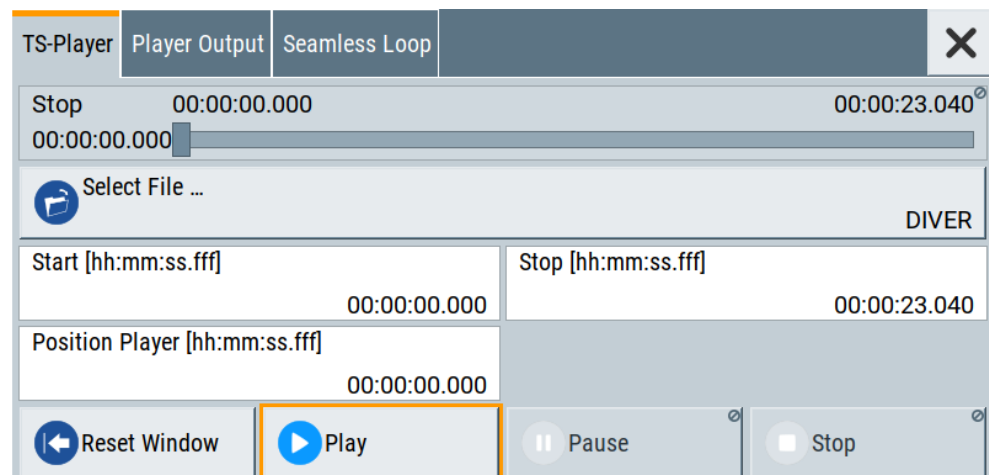 TS-Player Player Output Seamless Loop
Stop 00:00:00.000 00:00:23.040
00:00:00.000
Select File ...
DIVER
Start [hh:mm:ss.fff] Stop [hh:mm:ss.fff]
00:00:00.000 00:00:23.040
Position Player [hh:mm:ss.fff]
00:00:00.000
Reset Window Play Pause Stop